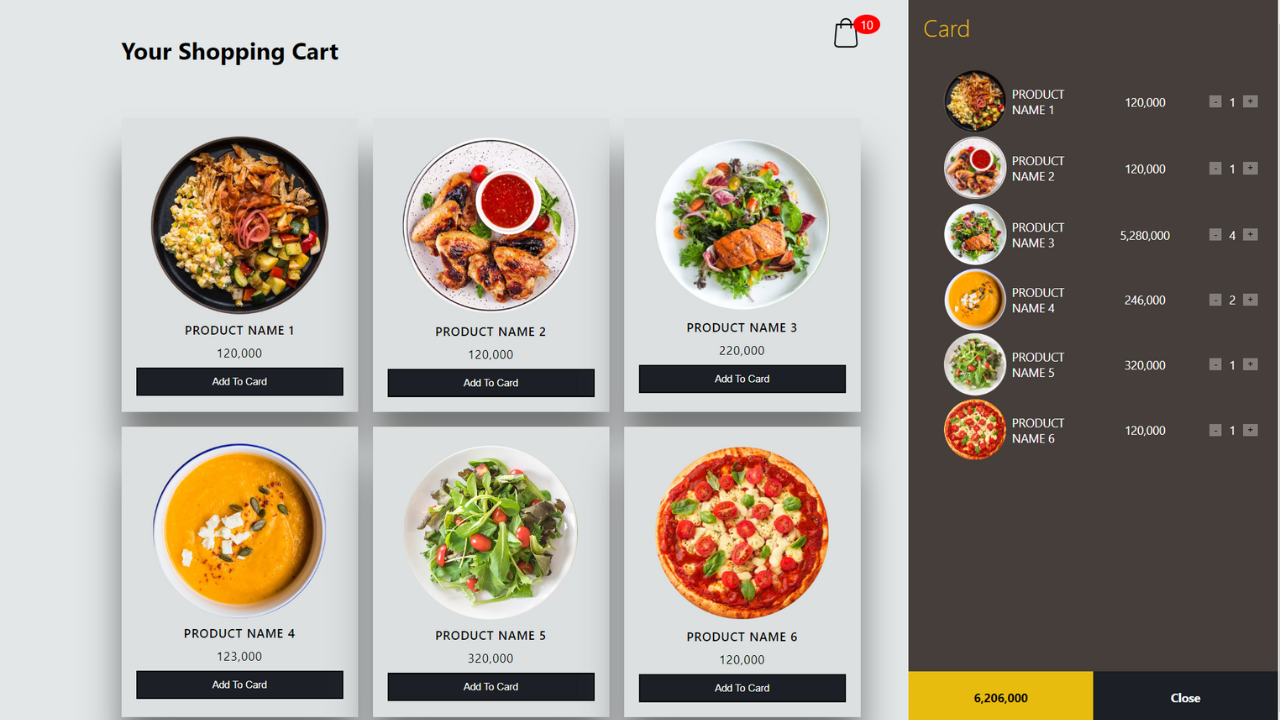 10
Your Shopping Cart
PRODUCT NAME 1
120,000
Add To Card
PRODUCT NAME 2
120,000
Add To Card
PRODUCT NAME 3
220,000
Add To Card
PRODUCT NAME 4
123,000
Add To Card
PRODUCT NAME 5
320,000
Add To Card
PRODUCT NAME 6
120,000
Add To Card
Card
PRODUCT
NAME 1
120,000
- 1 +
PRODUCT
NAME 2
120,000
- 1 +
PRODUCT
NAME 3
5,280,000
- 4 +
PRODUCT
NAME 4
246,000
- 2 +
PRODUCT
NAME 5
320,000
- 1 +
PRODUCT
NAME 6
120,000
- 1 +
6,206,000
Close